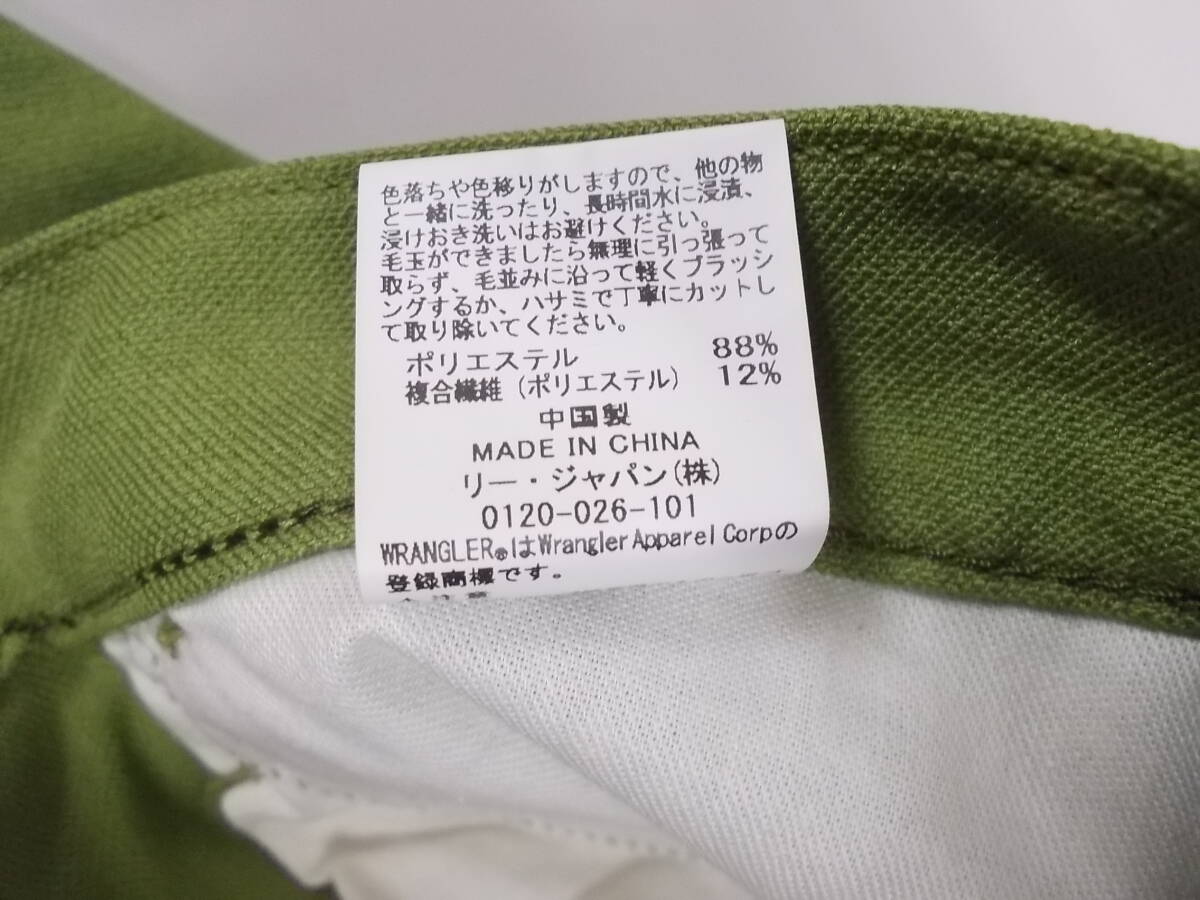 色落ちや色移りがしますので、他の物
と一緒に洗ったり、長時間水に浸漬、
浸けおき洗いはお避けください。
毛玉ができましたら無理に引っ張って
取らず、毛並みに沿って軽くブラッシ
ングするか、ハサミで丁寧にカットし
て取り除いてください。
ポリエステル 88%
複合繊維(ポリエステル) 12%
中国製
MADE IN CHINA
リー・ジャパン(株)
0120-026-101
WRANGLER®はWrangler Apparel Corpの
登録商標です。